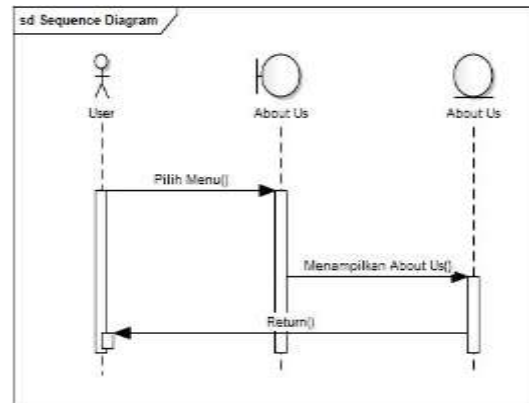 sd Sequence Diagram
User
About Us
About Us
Pilih Menu()
Menampilkan About Us()
Return()